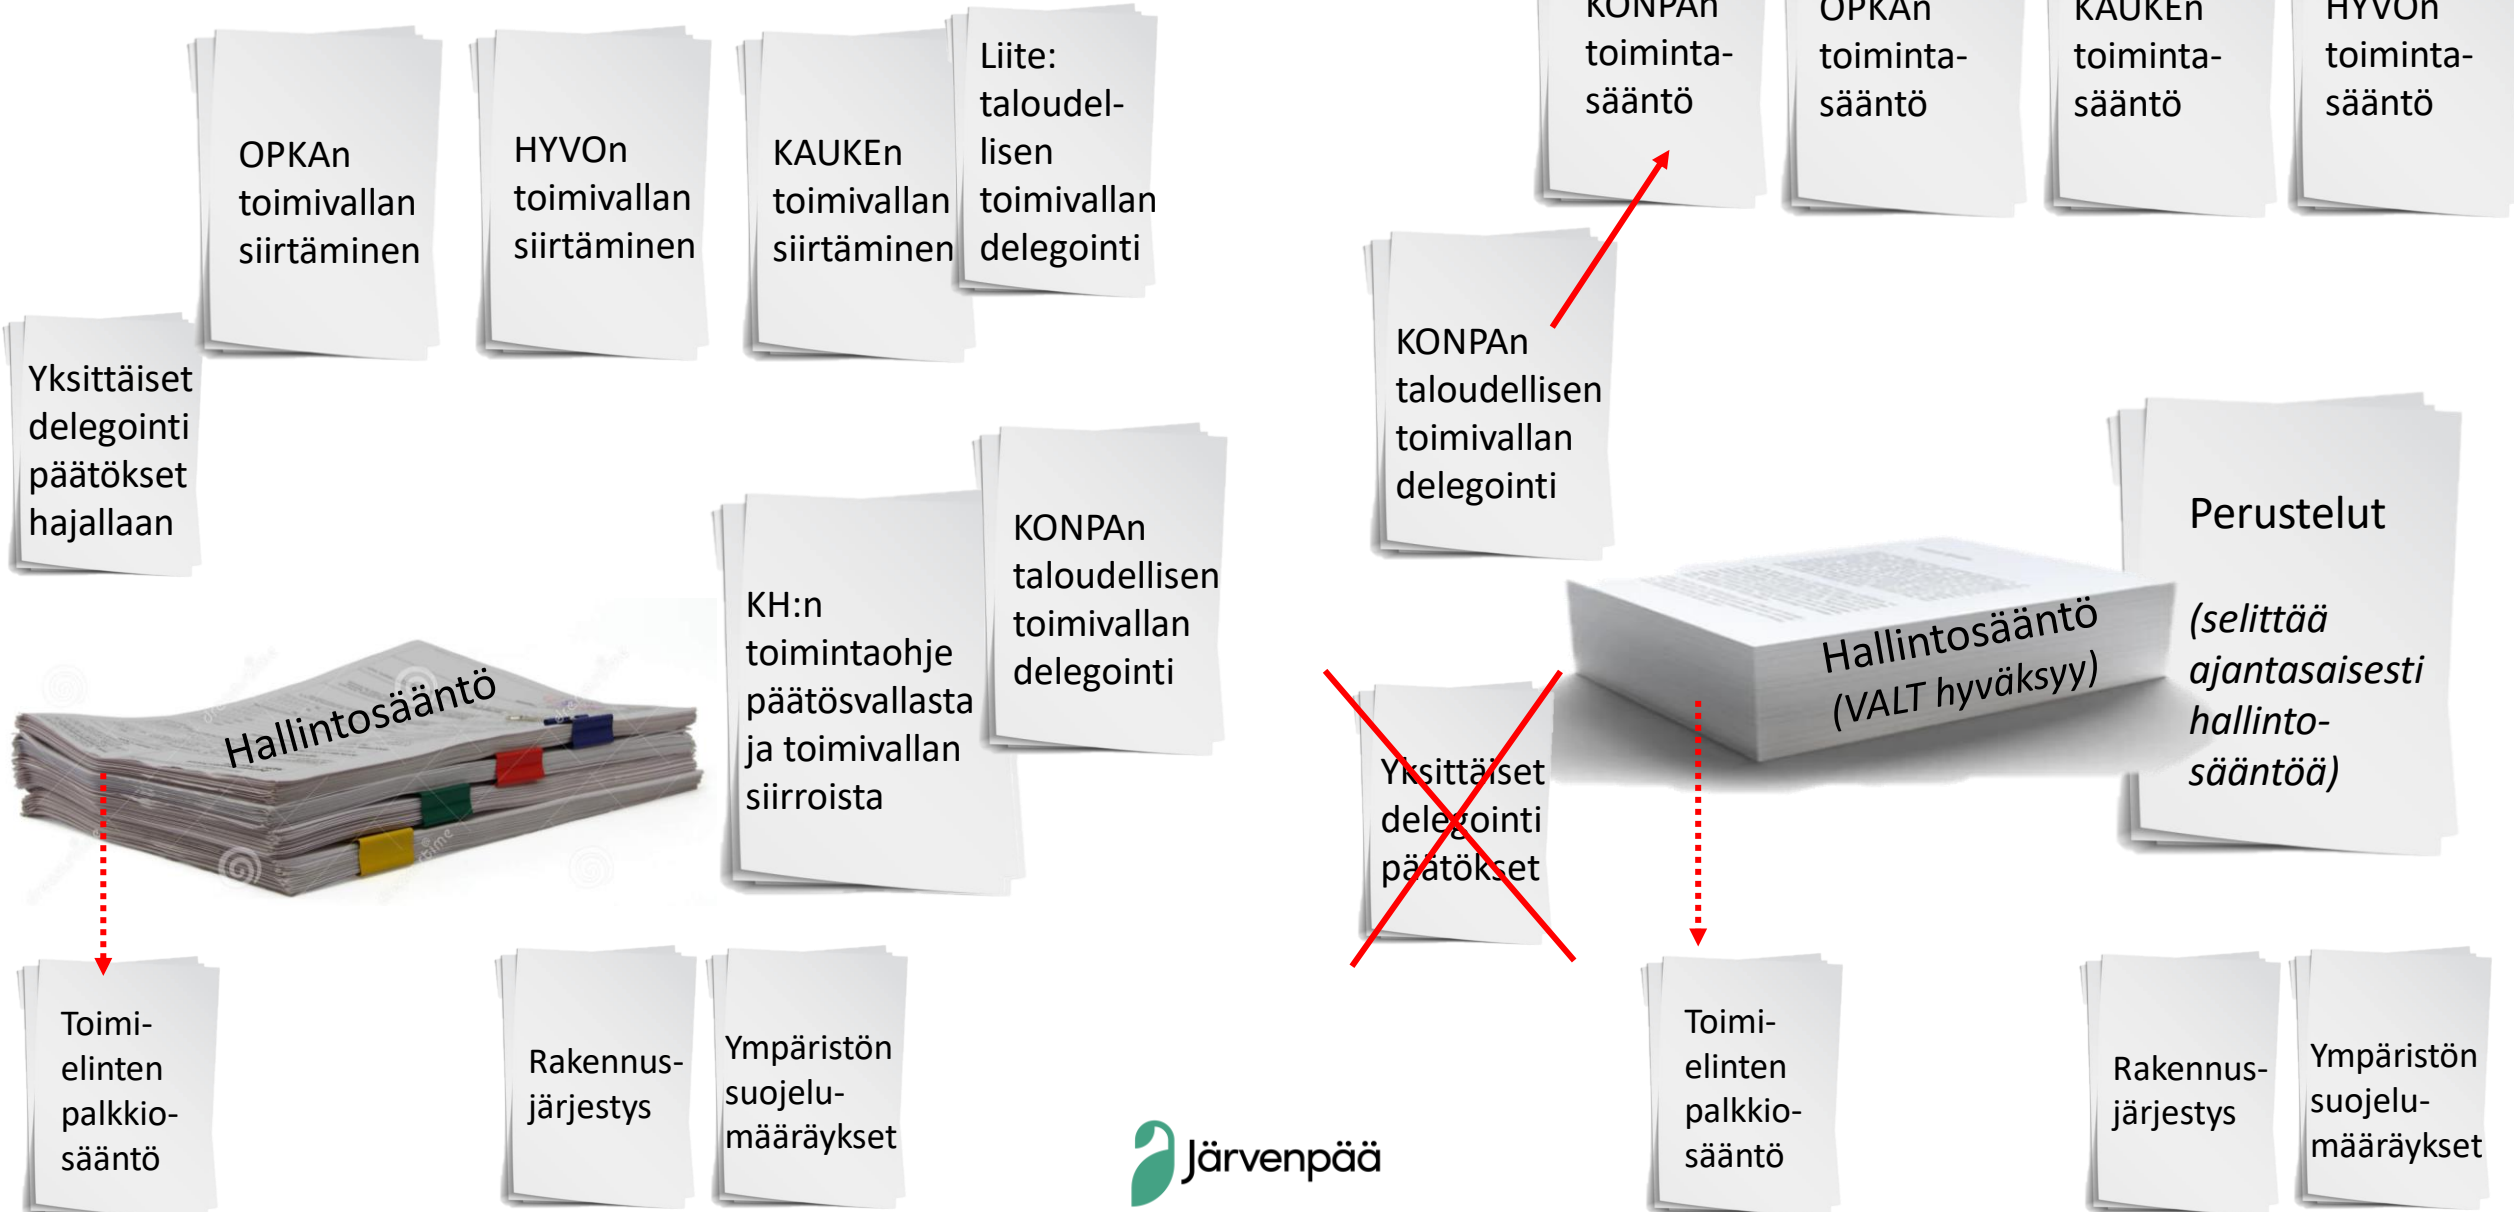 OPKAn
toimivallan
siirtäminen
HYVOn
toimivallan
siirtäminen
KAUKEn
toimivallan
siirtäminen
Liite:
taloudel-
lisen
toimivallan
delegointi
Yksittäiset
delegointi
päätökset
hajallaan
Hallintosääntö
KH:n
toimintaohje
päätösvallasta
ja toimivallan
siirroista
KONPAn
taloudellisen
toimivallan
delegointi
Toimi-
elinten
palkkio-
sääntö
Rakennus-
järjestys
Ympäristön
suojelu-
määräykset
Järvenpää
KONPAn
toiminta-
sääntö
OPKAn
toiminta-
sääntö
KAUKEn
toiminta-
sääntö
HYVOn
toiminta-
sääntö
KONPAn
taloudellisen
toimivallan
delegointi
Perustelut
(selittää
ajantasaisesti
hallinto-
sääntöä)
Hallintosääntö
(VALT hyväksyy)
Yksittäiset
delegointi
päätökset
Toimi-
elinten
palkkio-
sääntö
Rakennus-
järjestys
Ympäristön
suojelu-
määräykset